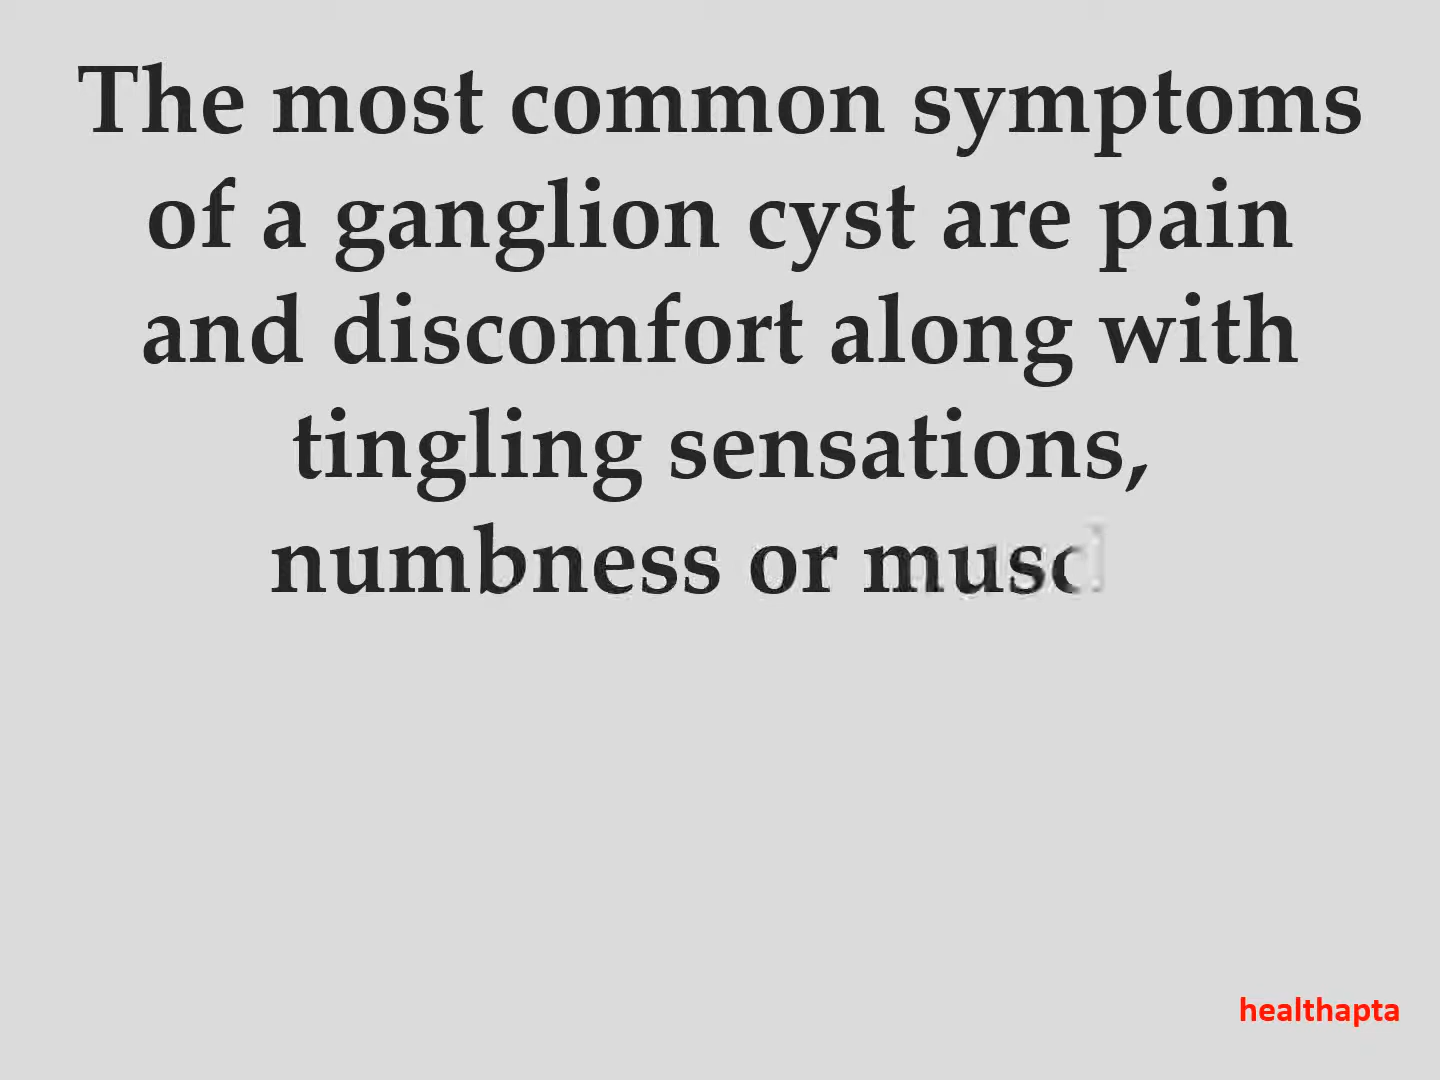 The most common symptoms
of a ganglion cyst are pain
and discomfort along with
tingling sensations,
numbness or
healthapta